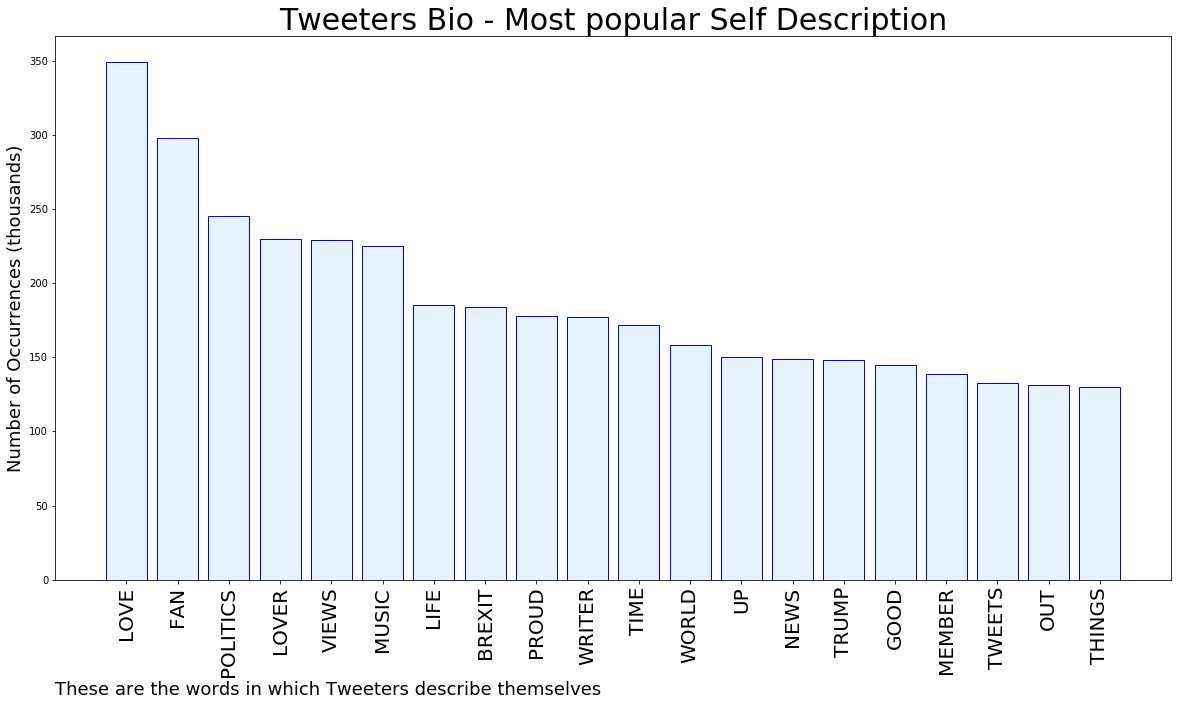 Tweeters Bio - Most popular Self Description
Number of Occurrences (thousands)
350
300
250
200
150
100
50
0
LOVE
FAN
POLITICS
LOVER
VIEWS
MUSIC
LIFE
BREXIT
PROUD
WRITER
TIME
WORLD
UP
NEWS
TRUMP
GOOD
MEMBER
TWEETS
OUT
THINGS
These are the words in which Tweeters describe themselves